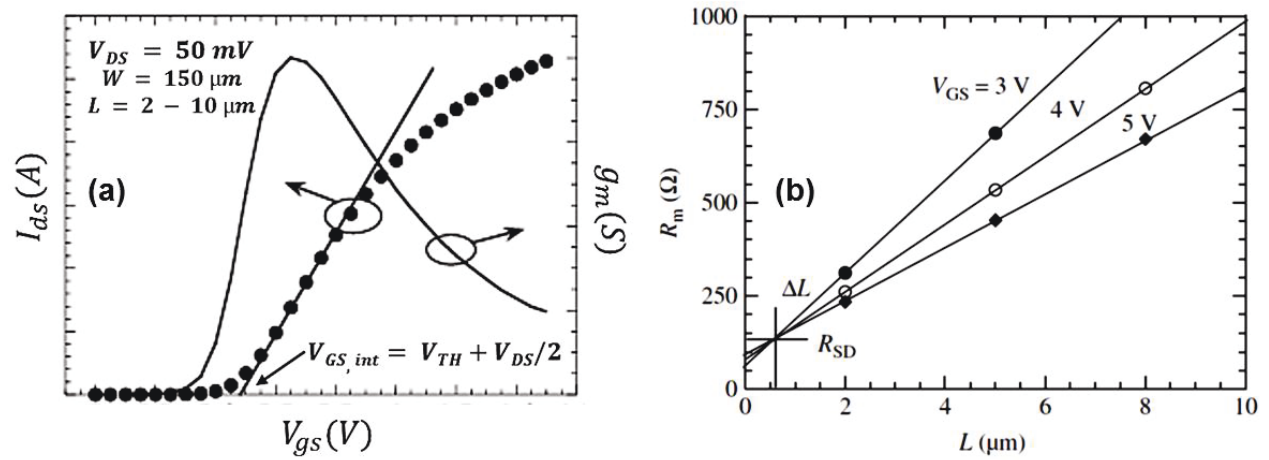 V_DS = 50 mV
W = 150 μm
L = 2 − 10 μm
(a)
I_ds(A)
g_m(S)
V_GS, int = V_TH + V_DS/2
V_gs(V)
1000
750
500
250
0
R_m (Ω)
(b)
V_GS = 3 V
4 V
5 V
ΔL
R_SD
0 2 4 6 8 10
L (μm)